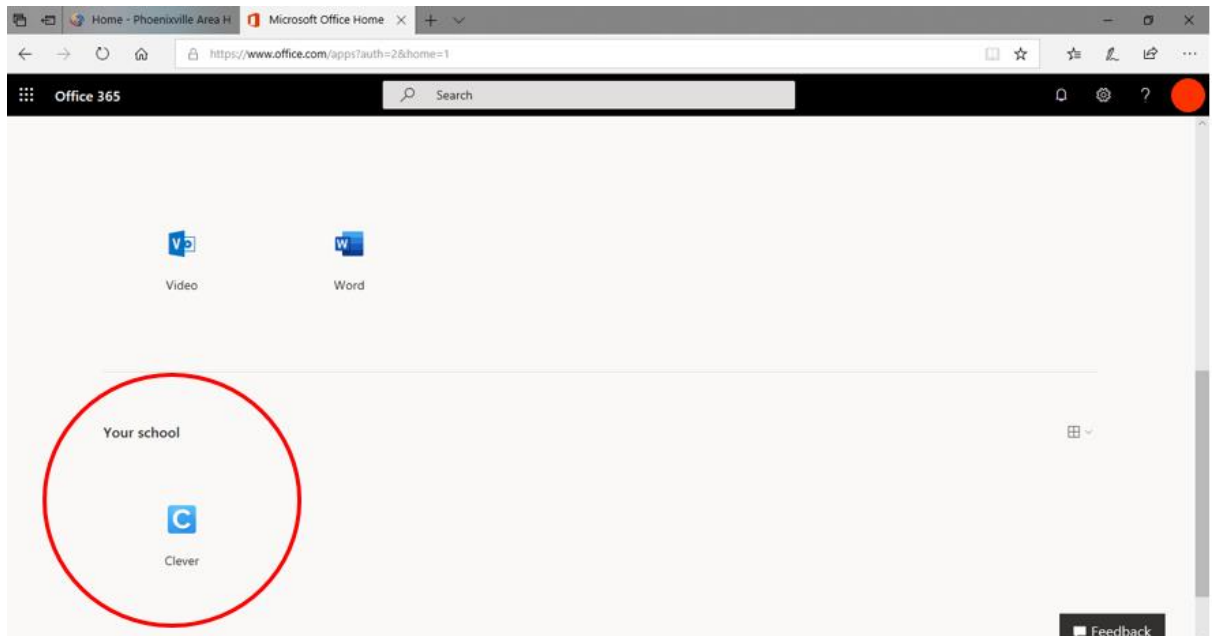 Home - Phoenixville Area H
Microsoft Office Home
https://www.office.com/apps?auth=2&home=1
Office 365
Search
?
V
W
Video
Word
Your school
C
Clever
Feedback